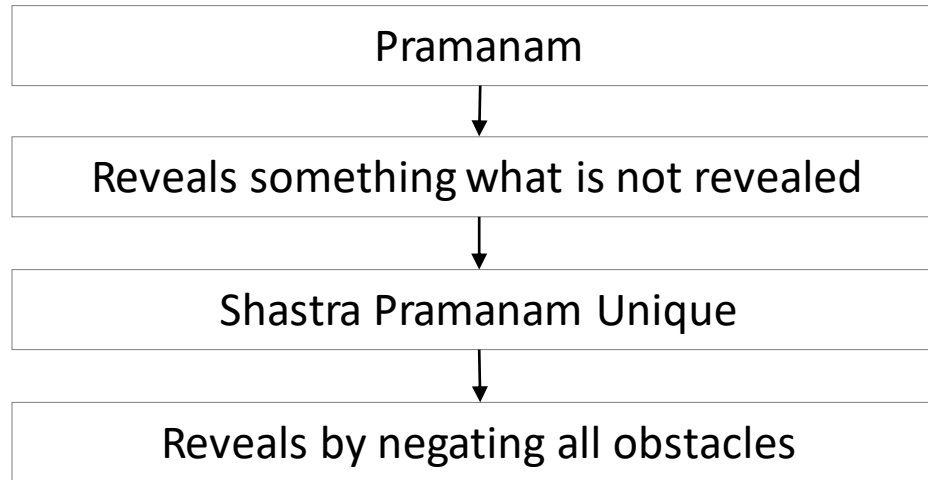 Pramanam
Reveals something what is not revealed
Shastra Pramanam Unique
Reveals by negating all obstacles